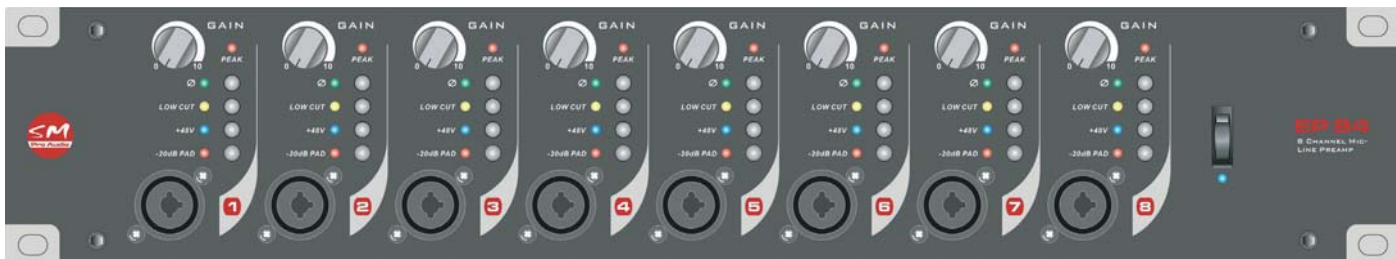 GAIN GAIN GAIN GAIN GAIN GAIN GAIN GAIN
0 10 0 10 0 10 0 10 0 10 0 10 0 10 0 10
PEAK PEAK PEAK PEAK PEAK PEAK PEAK PEAK
Ø Ø Ø Ø Ø Ø Ø Ø
LOW CUT LOW CUT LOW CUT LOW CUT LOW CUT LOW CUT LOW CUT LOW CUT
+48V +48V +48V +48V +48V +48V +48V +48V
-20dB PAD -20dB PAD -20dB PAD -20dB PAD -20dB PAD -20dB PAD -20dB PAD -20dB PAD
1 2 3 4 5 6 7 8
SM
Pro Audio
EP 84
8 CHANNEL MIC-
LINE PREAMP